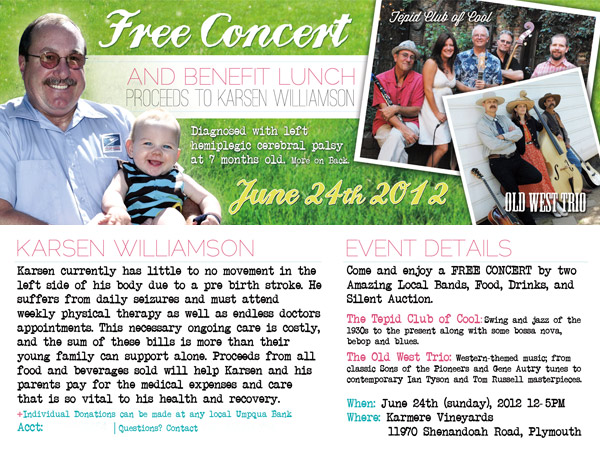 Free Concert
AND BENEFIT LUNCH
PROCEEDS TO KARSEN WILLIAMSON
Diagnosed with left
hemiplegic cerebral palsy
at 7 months old. More on Back.
June 24th 2012
Tepid Club of Cool
OLD WEST TRIO
KARSEN WILLIAMSON
Karsen currently has little to no movement in the
left side of his body due to a pre birth stroke. He
suffers from daily seizures and must attend
weekly physical therapy as well as endless doctors
appointments. This necessary ongoing care is costly,
and the sum of these bills is more than their
young family can support alone. Proceeds from all
food and beverages sold will help Karsen and his
parents pay for the medical expenses and care
that is so vital to his health and recovery.
+Individual Donations can be made at any local Umpqua Bank
Acct: | Questions? Contact
EVENT DETAILS
Come and enjoy a FREE CONCERT by two
Amazing Local Bands, Food, Drinks, and
Silent Auction.
The Tepid Club of Cool: Swing and jazz of the
1930s to the present along with some bossa nova,
bebop and blues.
The Old West Trio: Western-themed music; from
classic Sons of the Pioneers and Gene Autry tunes to
contemporary Ian Tyson and Tom Russell masterpieces.
When: June 24th (sunday), 2012 12-5PM
Where: Karmere Vineyards
11970 Shenandoah Road, Plymouth